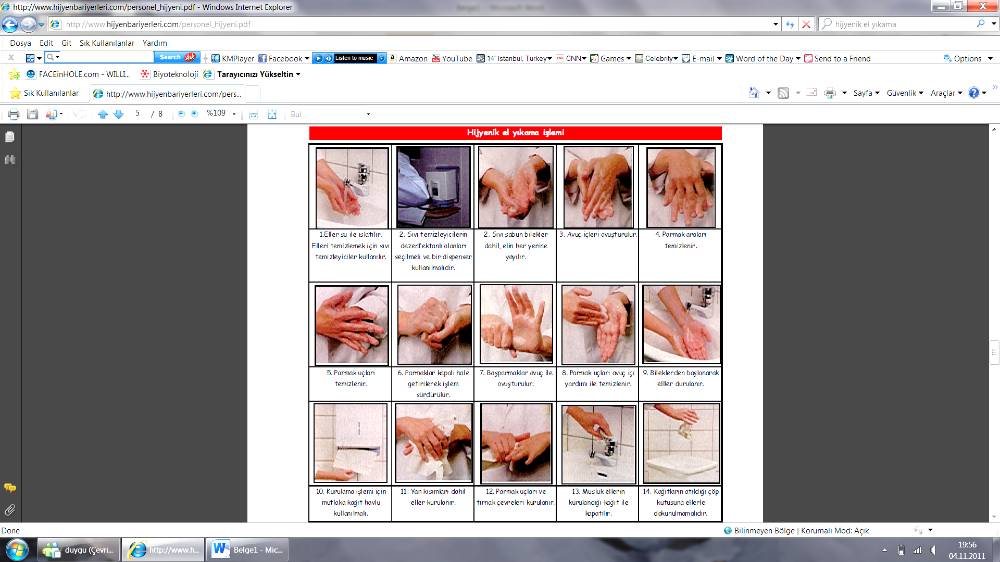 http://www.hijyenbariyerleri.com/personel_hijyeni.pdf - Windows Internet Explorer
http://www.hijyenbariyerleri.com/personel_hijyeni.pdf
hijyenik el yıkama
Dosya Edit Git Sık Kullanılanlar Yardım
Search Ask KMPlayer Facebook Listen to music Amazon YouTube 14° Istanbul, Turkey CNN Games Celebrity E-mail Word of the Day Send to a Friend Options
FACEinHOLE.com - WILLI... Biyoteknoloji Tarayıcınızı Yükseltin
Sık Kullanılanlar http://www.hijyenbariyerleri.com/pers... Sayfa Güvenlik Araçlar
5 / 8 %109 Bul
Hijyenik el yıkama işlemi
1.Eller su ile ıslatılır.
Elleri temizlemek için sıvı
temizleyiciler kullanılır.
2. Sıvı temizleyicilerin
dezenfektanlı olanları
seçilmeli ve bir dispenser
kullanılmalıdır.
2. Sıvı sabun bilekler
dahil, elin her yerine
yayılır.
3. Avuç içleri ovuşturulur.
4. Parmak araları
temizlenir.
5. Parmak uçları
temizlenir.
6. Parmaklar kapalı hale
getirilerek işlem
sürdürülür.
7. Başparmaklar avuç ile
ovuşturulur.
8. Parmak uçları avuç içi
yardımı ile temizlenir.
9. Bileklerden başlanarak
elller durulanır.
10. Kurulama işlemi için
mutlaka kağıt havlu
kullanılmalı.
11. Yan kısımları dahil
eller kurulanır.
12. Parmak uçları ve
tırnak çevreleri kurulanır.
13. Musluk ellerin
kurulandığı kağıt ile
kapatılır.
14. Kağıtların atıldığı çöp
kutusuna ellerle
dokunulmamalıdır.
Done
Bilinmeyen Bölge | Korumalı Mod: Açık
duygu (Çevri... http://www.h... Belge1 - Mic...
19:56
04.11.2011